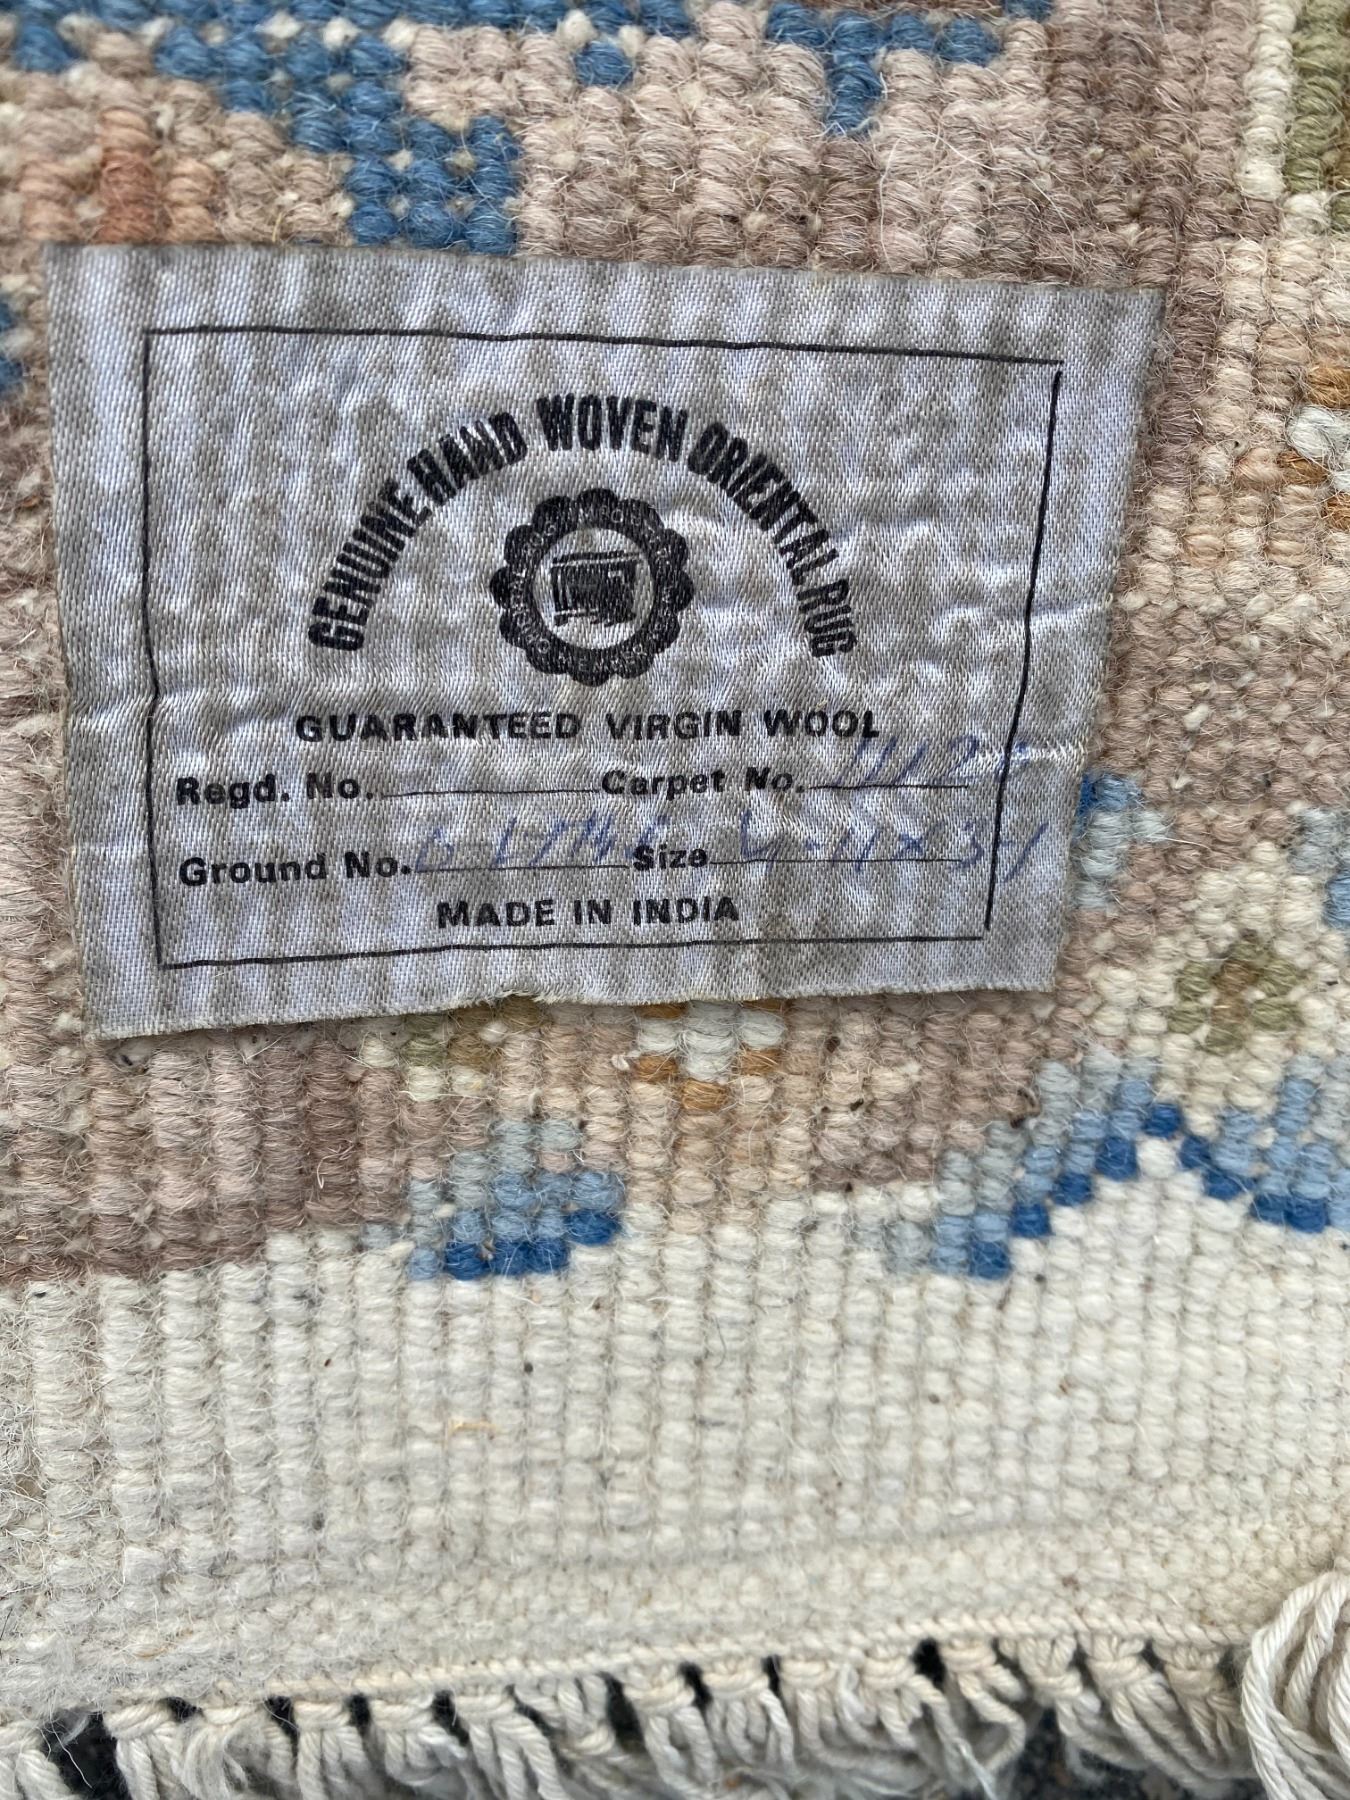 GENUINE HAND WOVEN ORIENTAL RUG
GUARANTEED VIRGIN WOOL
Regd. No. Carpet No.
Ground No. Size
MADE IN INDIA